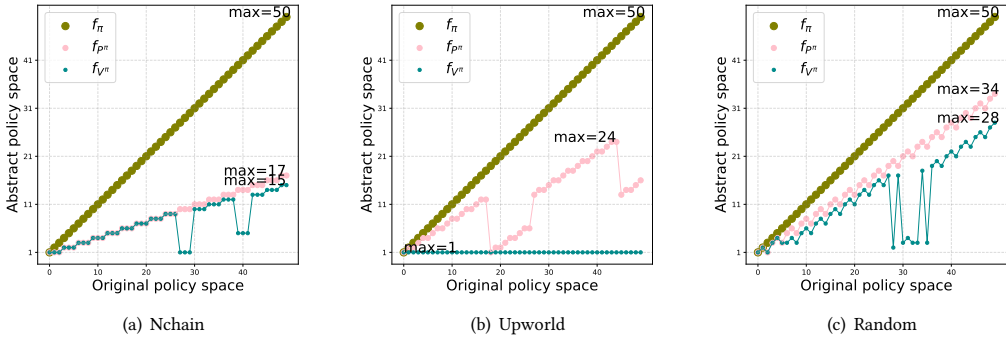 max=50
f_π
f_{P^π}
f_{V^π}
41
31
21
11
1
max=17
max=15
0 10 20 30 40
Abstract policy space
Original policy space
(a) Nchain
max=50
f_π
f_{P^π}
f_{V^π}
41
31
21
11
1
max=24
max=1
0 10 20 30 40
Abstract policy space
Original policy space
(b) Upworld
max=50
f_π
f_{P^π}
f_{V^π}
41
31
21
11
1
max=34
max=28
0 10 20 30 40
Abstract policy space
Original policy space
(c) Random